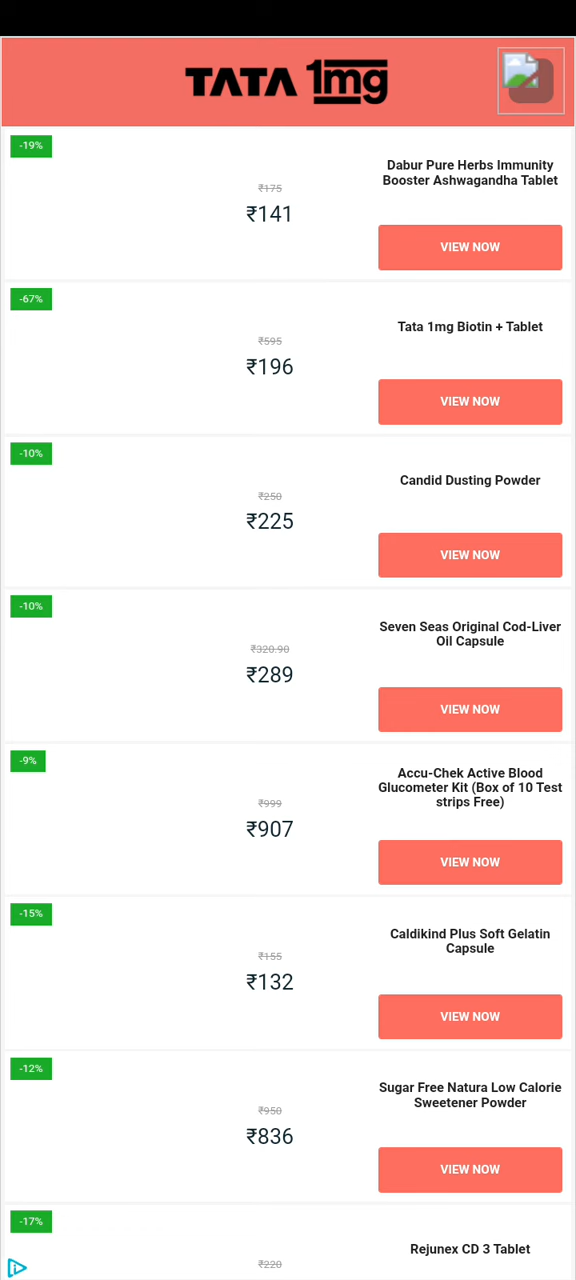 TATA 1mg
-19%
₹175
₹141
Dabur Pure Herbs Immunity
Booster Ashwagandha Tablet
VIEW NOW
-67%
₹595
₹196
Tata 1mg Biotin + Tablet
VIEW NOW
-10%
₹250
₹225
Candid Dusting Powder
VIEW NOW
-10%
₹320.90
₹289
Seven Seas Original Cod-Liver
Oil Capsule
VIEW NOW
-9%
₹999
₹907
Accu-Chek Active Blood
Glucometer Kit (Box of 10 Test
strips Free)
VIEW NOW
-15%
₹155
₹132
Caldikind Plus Soft Gelatin
Capsule
VIEW NOW
-12%
₹950
₹836
Sugar Free Natura Low Calorie
Sweetener Powder
VIEW NOW
-17%
₹220
Rejunex CD 3 Tablet